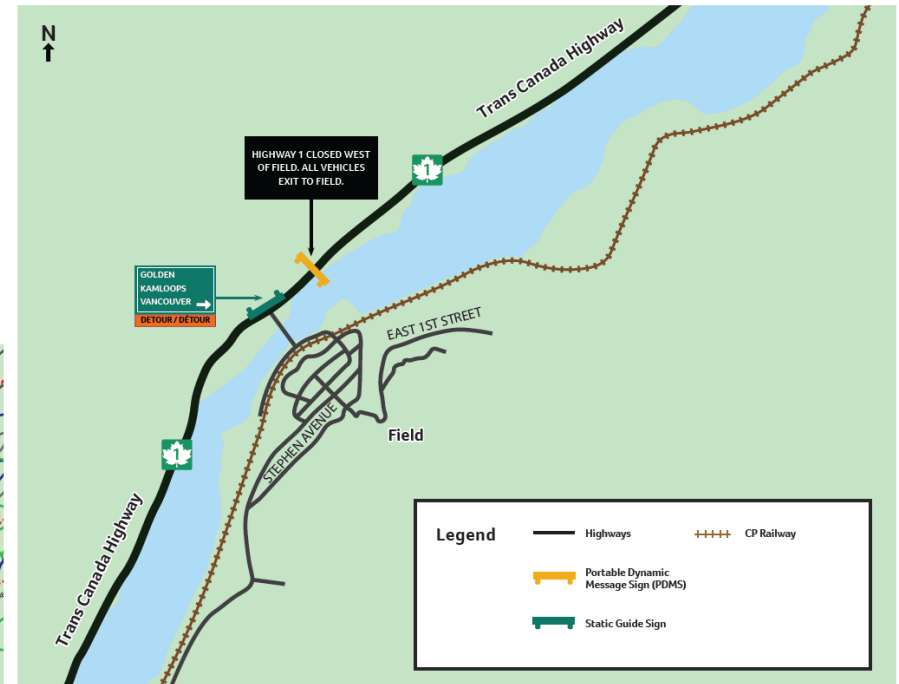 N
Trans Canada Highway
1
HIGHWAY 1 CLOSED WEST
OF FIELD. ALL VEHICLES
EXIT TO FIELD.
GOLDEN
KAMLOOPS
VANCOUVER
DETOUR / DÉTOUR
EAST 1ST STREET
STEPHEN AVENUE
Field
1
Trans Canada Highway
Legend
Highways
CP Railway
Portable Dynamic
Message Sign (PDMS)
Static Guide Sign